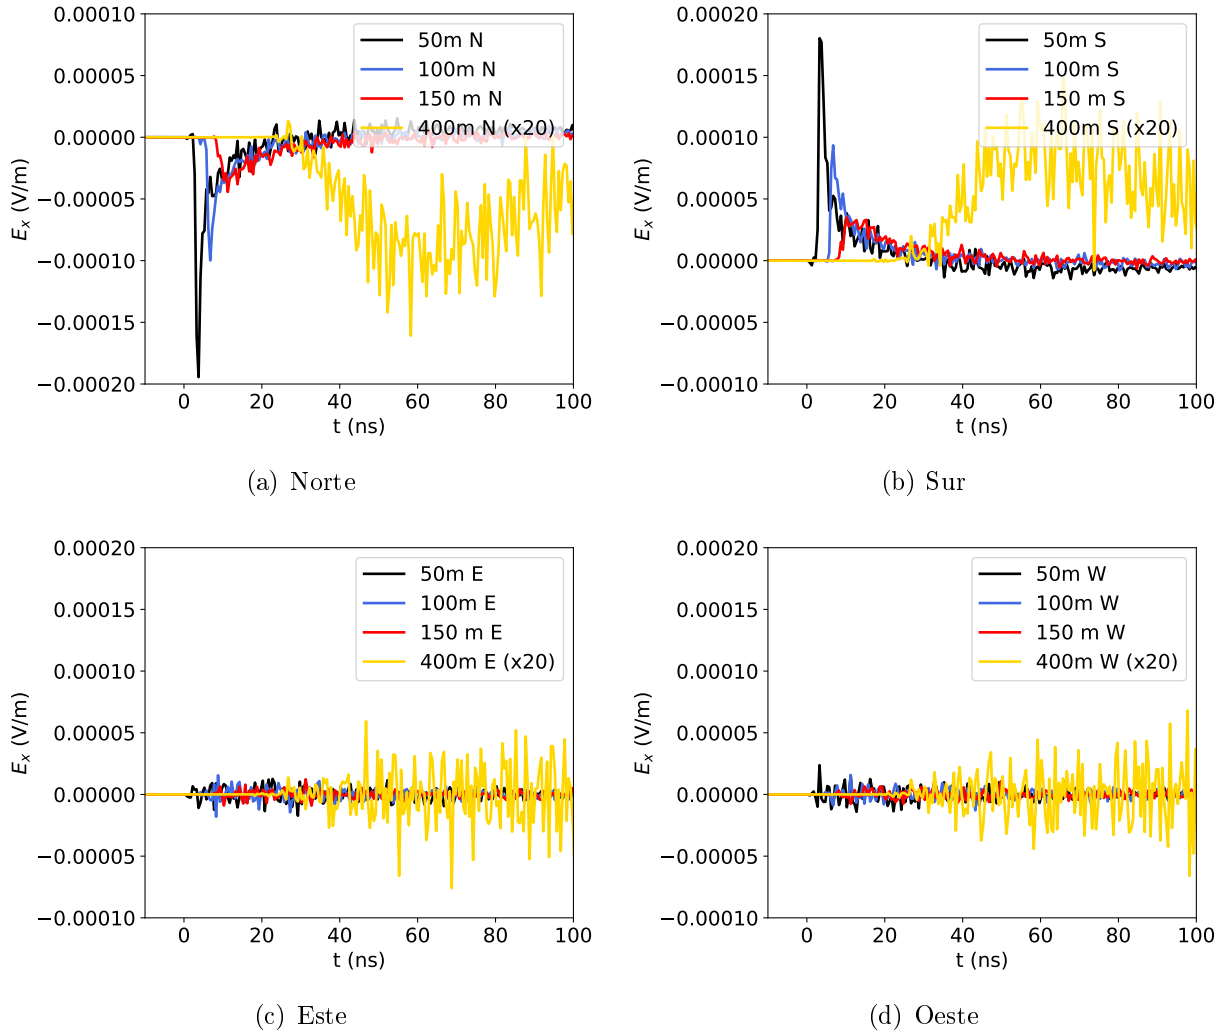 0.00010
0.00005
0.00000
−0.00005
−0.00010
−0.00015
−0.00020
E_x (V/m)
50m N
100m N
150 m N
400m N (x20)
0 20 40 60 80 100
t (ns)
(a) Norte
0.00020
0.00015
0.00010
0.00005
0.00000
−0.00005
−0.00010
E_x (V/m)
50m S
100m S
150 m S
400m S (x20)
0 20 40 60 80 100
t (ns)
(b) Sur
0.00020
0.00015
0.00010
0.00005
0.00000
−0.00005
−0.00010
E_x (V/m)
50m E
100m E
150 m E
400m E (x20)
0 20 40 60 80 100
t (ns)
(c) Este
0.00020
0.00015
0.00010
0.00005
0.00000
−0.00005
−0.00010
E_x (V/m)
50m W
100m W
150 m W
400m W (x20)
0 20 40 60 80 100
t (ns)
(d) Oeste